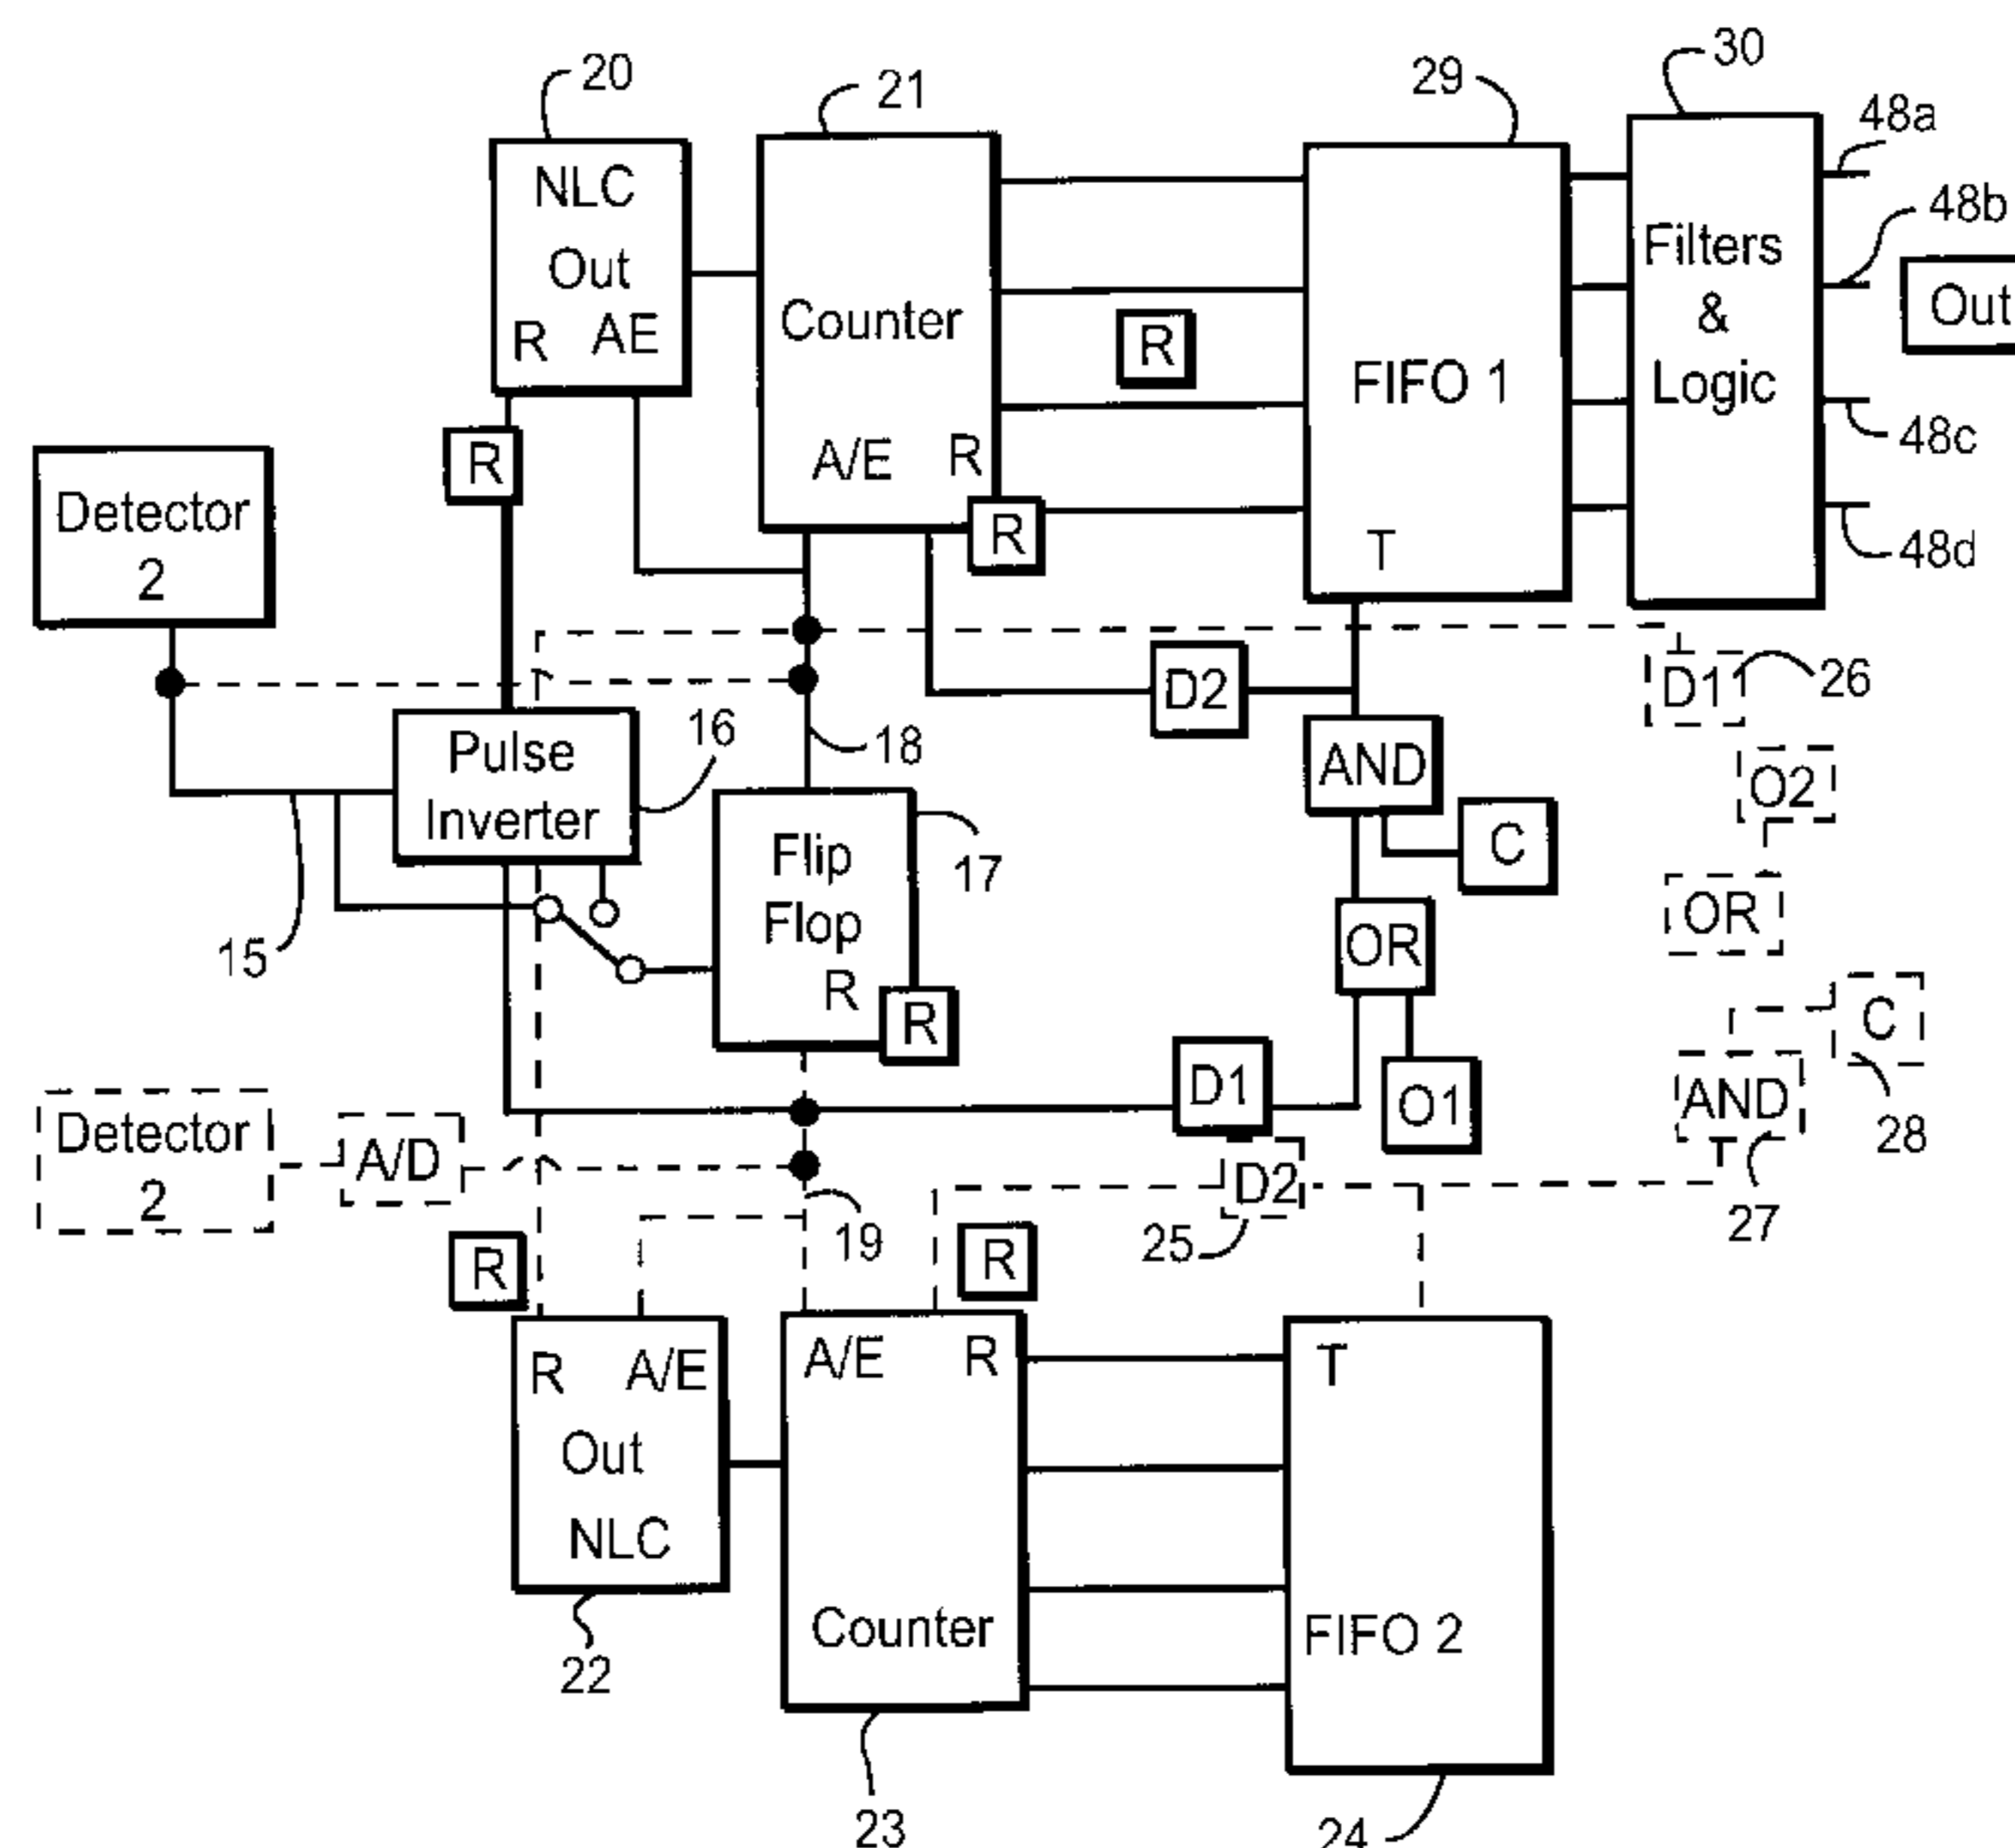 20
21
29
30
48a
NLC
Out
R AE
Counter
A/E R
R
FIFO 1
T
Filters
&
Logic
48b
Out
48c
48d
R
R
Detector
2
D1
26
D2
18
Pulse
Inverter
16
AND
C
O2
Flip
Flop
R
R
17
15
OR
OR
C
28
D1
O1
AND
27
Detector
2
A/D
19
D2
25
R
R
R A/E
Out
NLC
22
A/E R
Counter
23
T
FIFO 2
24